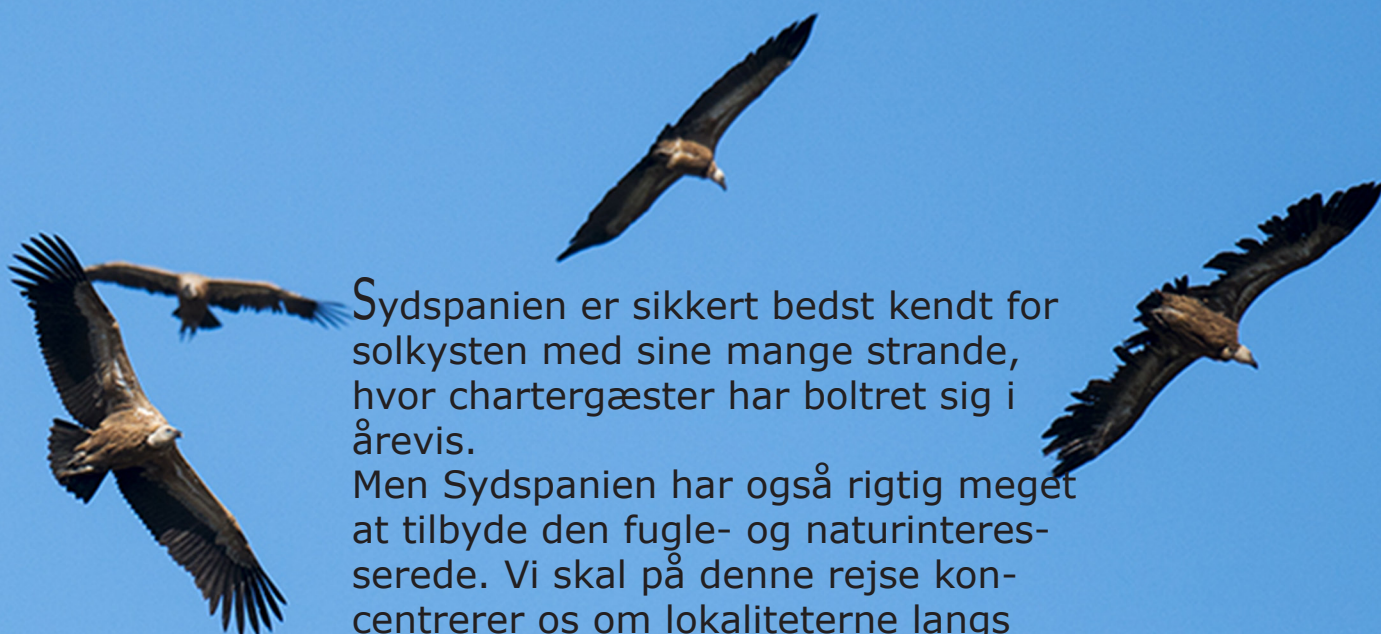 Sydspanien er sikkert bedst kendt for
solkysten med sine mange strande,
hvor chartergæster har boltret sig i
årevis.
Men Sydspanien har også rigtig meget
at tilbyde den fugle- og naturinteres-
serede. Vi skal på denne rejse kon-
centrerer os om lokaliteterne langs